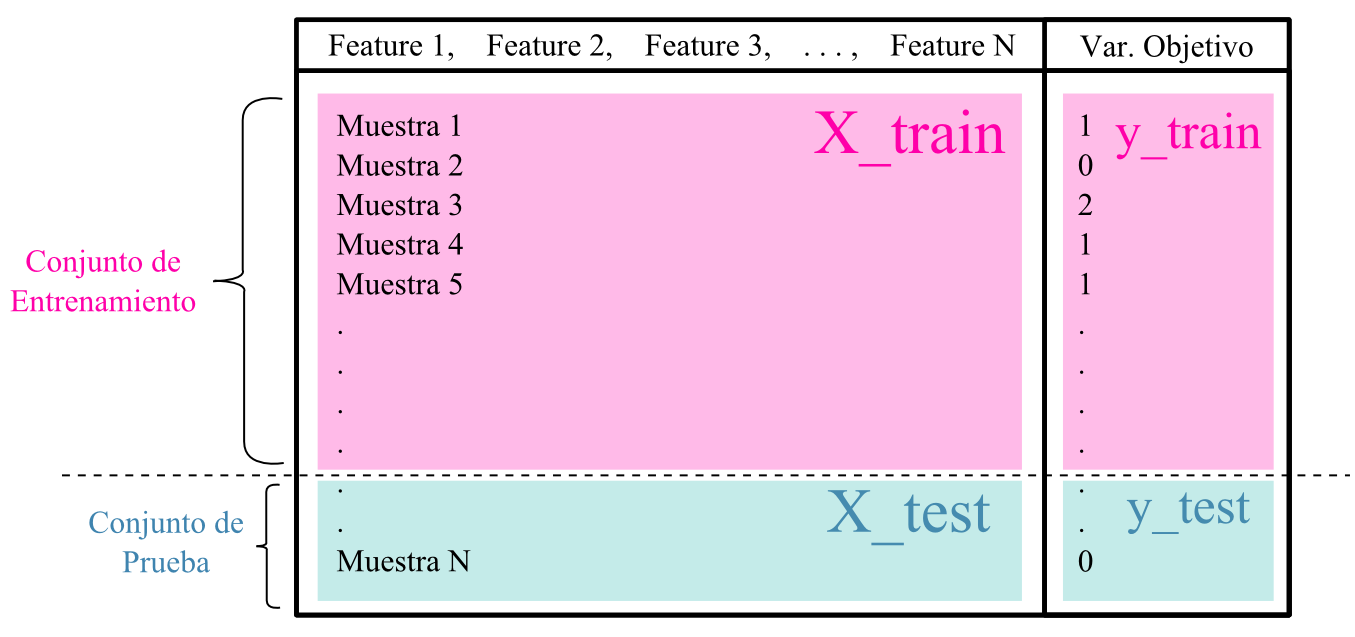 Feature 1, Feature 2, Feature 3, . . . , Feature N Var. Objetivo
Muestra 1 X_train 1 y_train
Muestra 2 0
Muestra 3 2
Muestra 4 1
Muestra 5 1
Conjunto de
Entrenamiento
. .
. .
. .
. .
. .
. .
X_test y_test
Conjunto de
Prueba
Muestra N 0